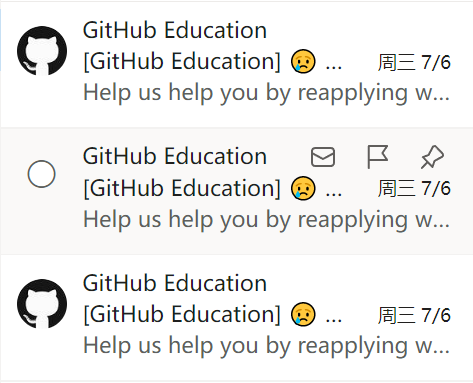 GitHub Education
[GitHub Education] 😢 ... 周三 7/6
Help us help you by reapplying w...
GitHub Education
[GitHub Education] 😢 ... 周三 7/6
Help us help you by reapplying w...
GitHub Education
[GitHub Education] 😢 ... 周三 7/6
Help us help you by reapplying w...